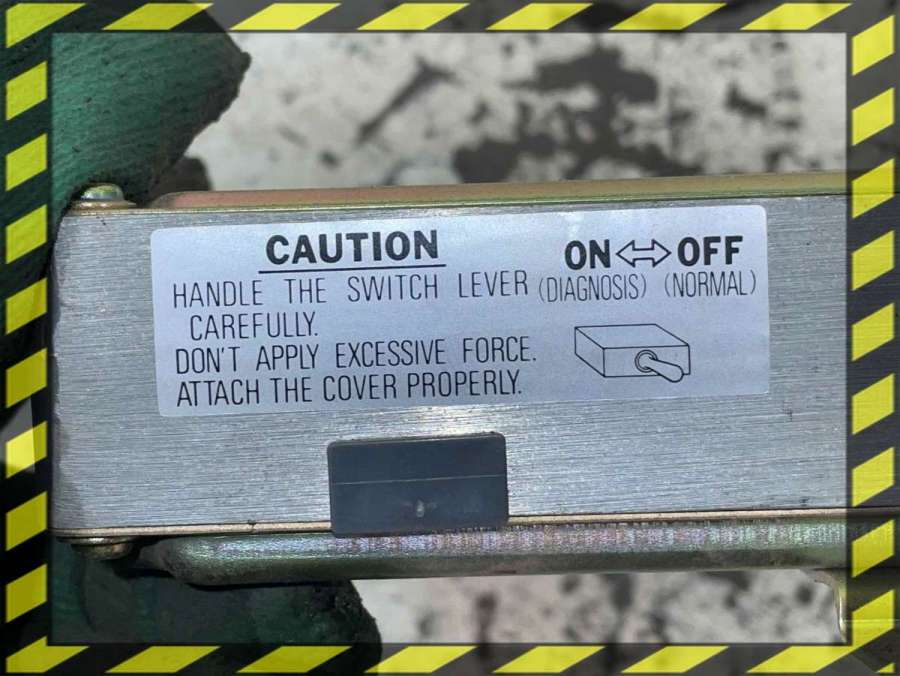 CAUTION
HANDLE THE SWITCH LEVER
CAREFULLY.
DON'T APPLY EXCESSIVE FORCE.
ATTACH THE COVER PROPERLY.
ON⇔OFF
(DIAGNOSIS) (NORMAL)